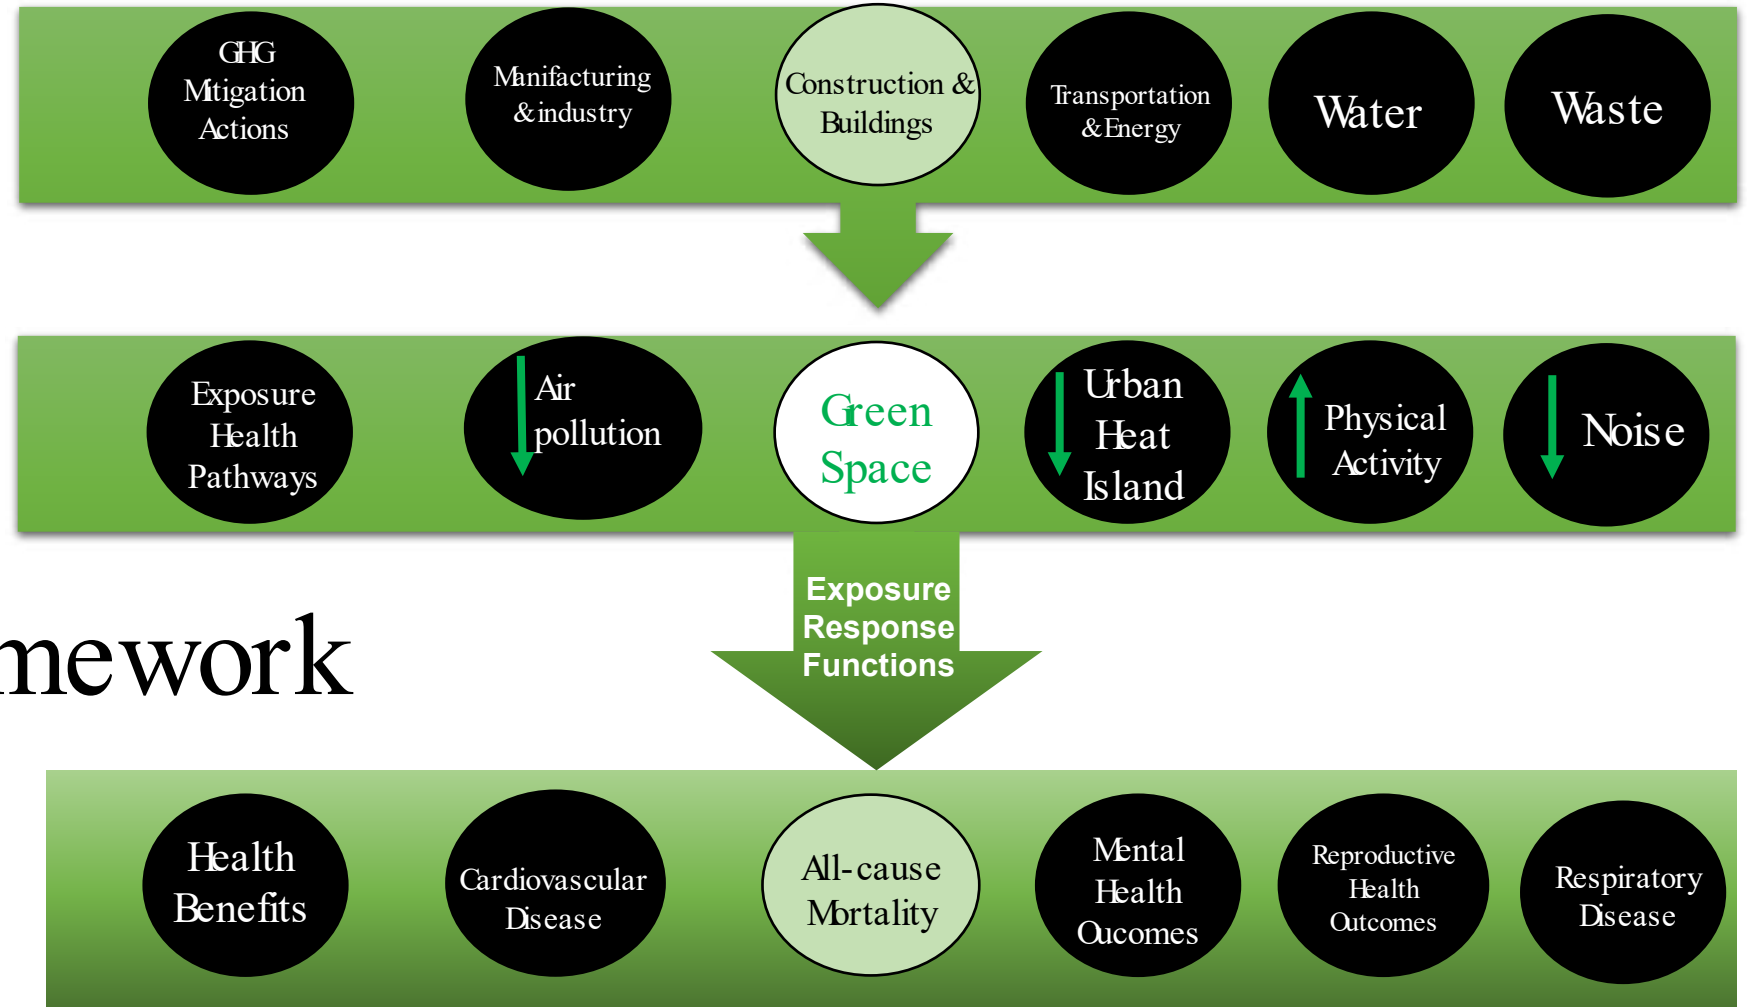 GHG
Mitigation
Actions
Manifacturing
& industry
Construction &
Buildings
Transportation
& Energy
Water
Waste
Exposure
Health
Pathways
Air
pollution
Green
Space
Urban
Heat
Island
Physical
Activity
Noise
Exposure
Response
Functions
mework
Health
Benefits
Cardiovascular
Disease
All-cause
Mortality
Mental
Health
Oucomes
Reproductive
Health
Outcomes
Respiratory
Disease